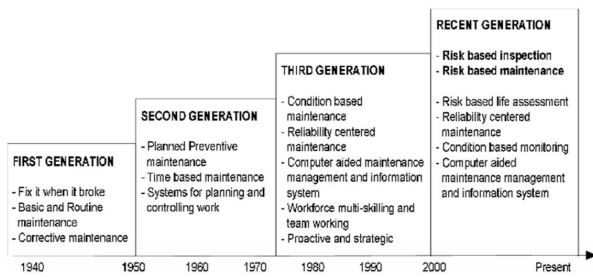 FIRST GENERATION
- Fix it when it broke
- Basic and Routine
maintenance
- Corrective maintenance
SECOND GENERATION
- Planned Preventive
maintenance
- Time based maintenance
- Systems for planning and
controlling work
THIRD GENERATION
- Condition based
maintenance
- Reliability centered
maintenance
- Computer aided maintenance
management and information
system
- Workforce multi-skilling and
team working
- Proactive and strategic
RECENT GENERATION
- Risk based inspection
- Risk based maintenance
- Risk based life assessment
- Reliability centered
maintenance
- Condition based monitoring
- Computer aided
maintenance management
and information system
1940 1950 1960 1970 1980 1990 2000 Present